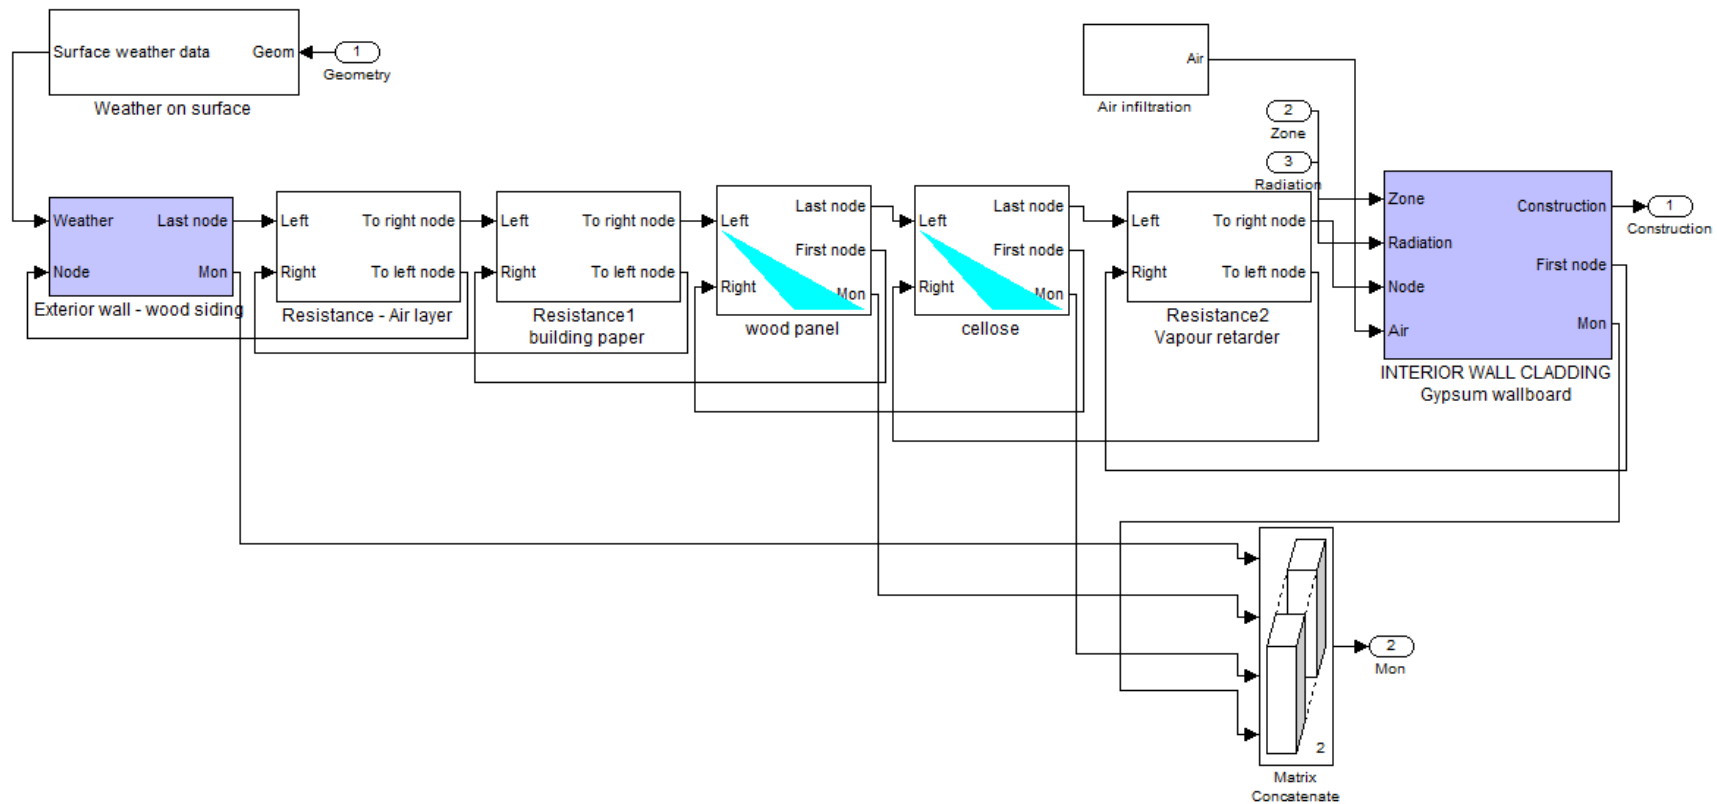 Surface weather data
Geom
1
Geometry
Weather on surface
Air
Air infiltration
2
Zone
3
Radiation
Weather
Last node
Node
Mon
Exterior wall - wood siding
Left
To right node
Right
To left node
Resistance - Air layer
Left
To right node
Right
To left node
Resistance1
building paper
Left
Last node
First node
Right
Mon
wood panel
Left
Last node
First node
Right
Mon
cellose
Left
To right node
Right
To left node
Resistance2
Vapour retarder
Zone
Construction
Radiation
First node
Node
Mon
Air
INTERIOR WALL CLADDING
Gypsum wallboard
1
Construction
2
Matrix
Concatenate
2
Mon